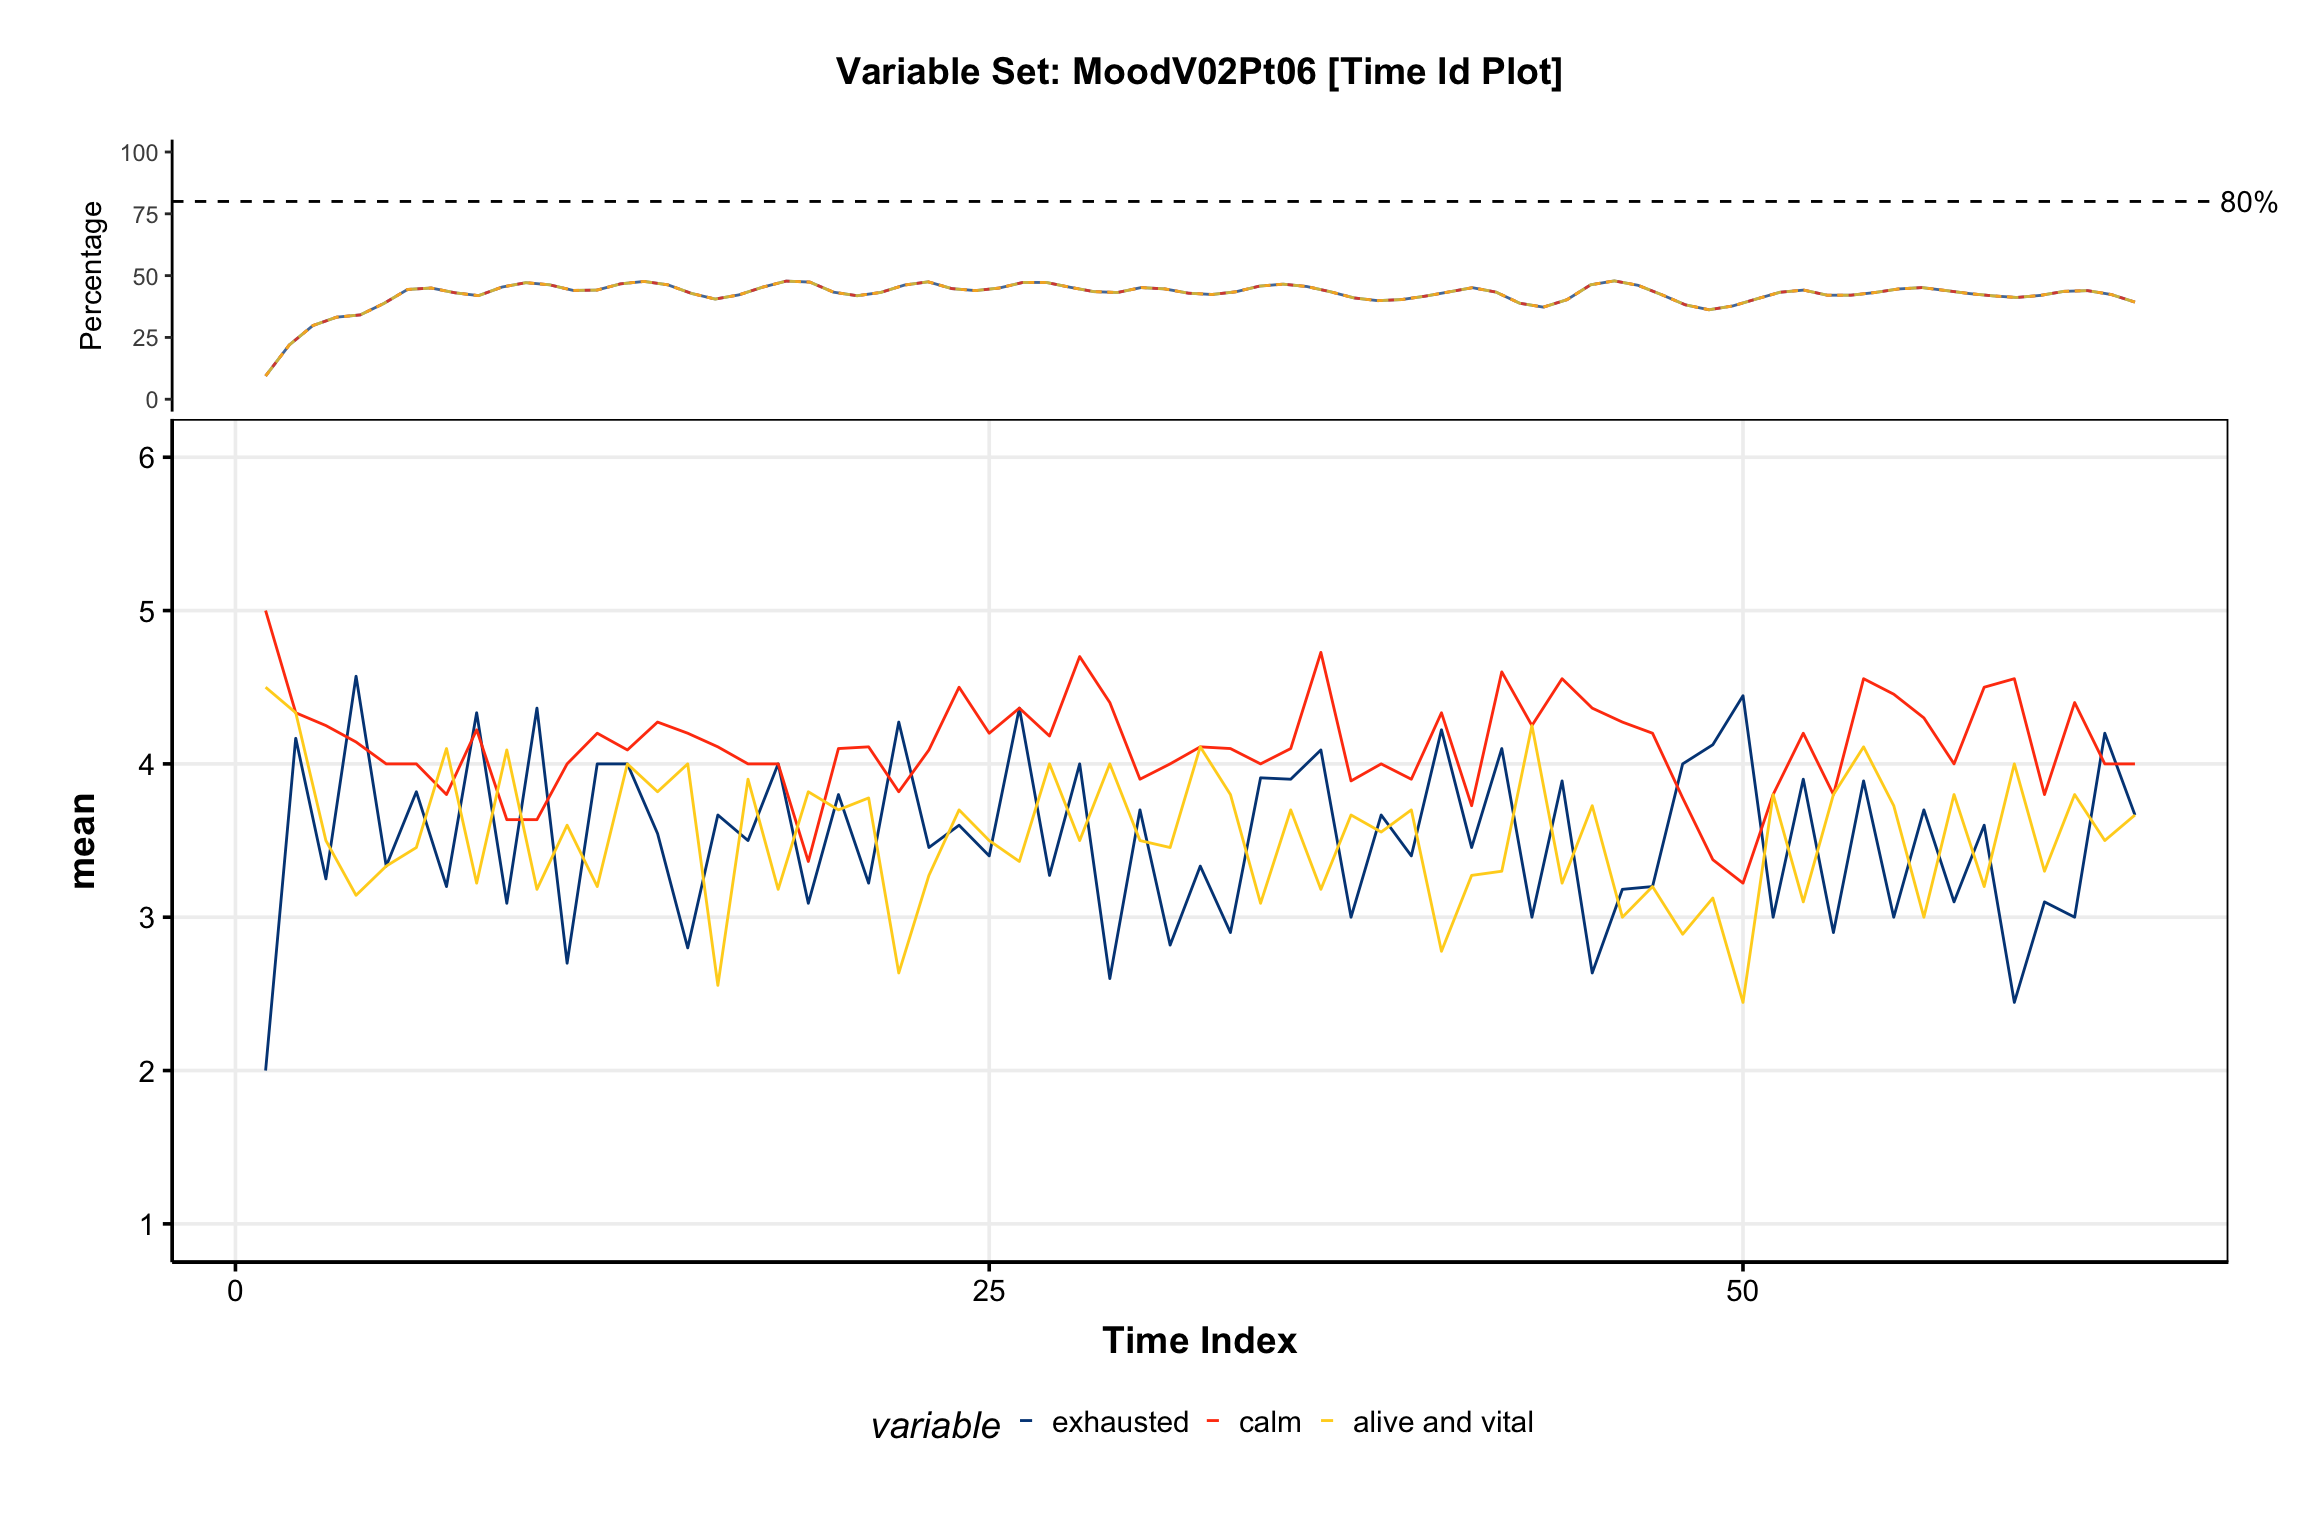 Variable Set: MoodV02Pt06 [Time Id Plot]
Percentage
100
75
50
25
0
80%
mean
6
5
4
3
2
1
0 25 50
Time Index
variable exhausted calm alive and vital